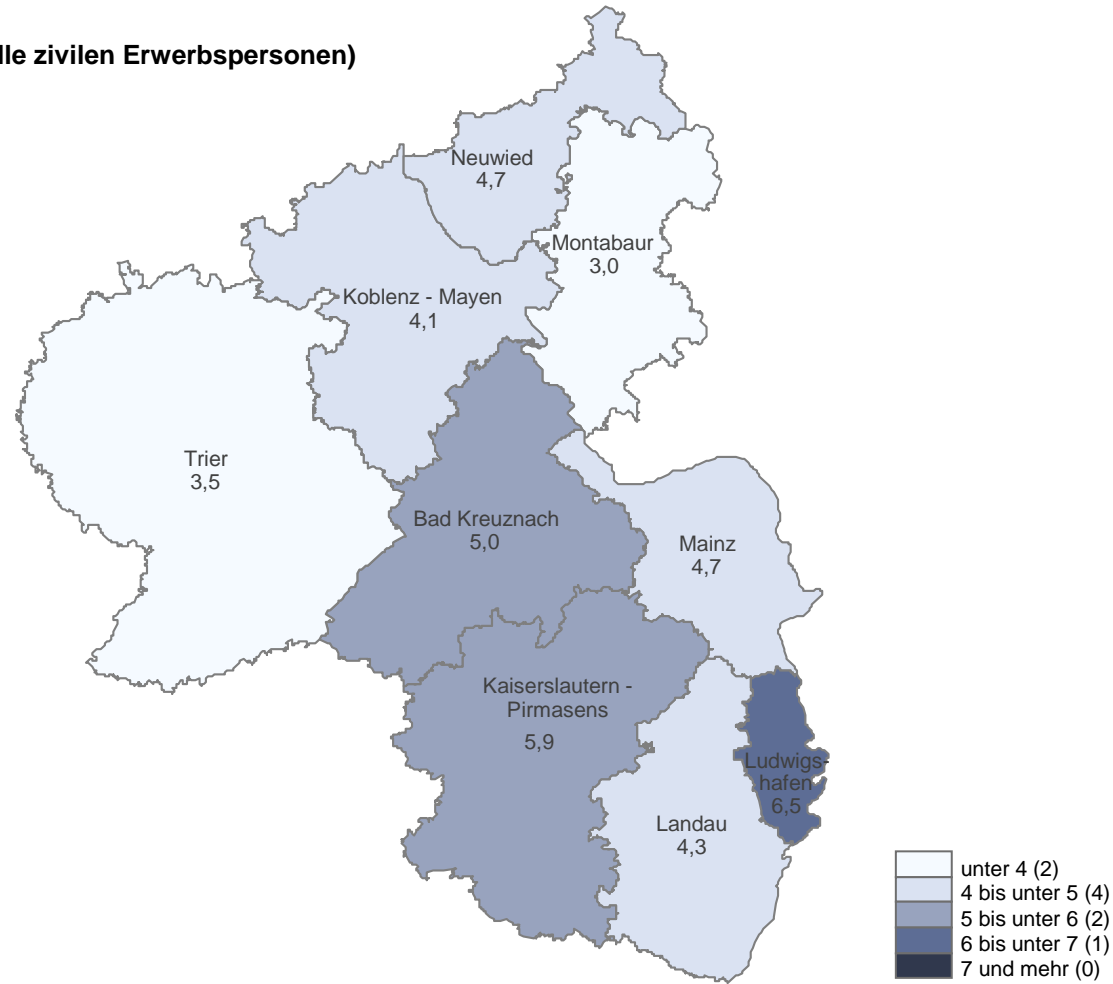 lle zivilen Erwerbspersonen)
Neuwied
4,7
Montabaur
3,0
Koblenz - Mayen
4,1
Trier
3,5
Bad Kreuznach
5,0
Mainz
4,7
Kaiserslautern -
Pirmasens
5,9
Ludwigs-
hafen
6,5
Landau
4,3
unter 4 (2)
4 bis unter 5 (4)
5 bis unter 6 (2)
6 bis unter 7 (1)
7 und mehr (0)